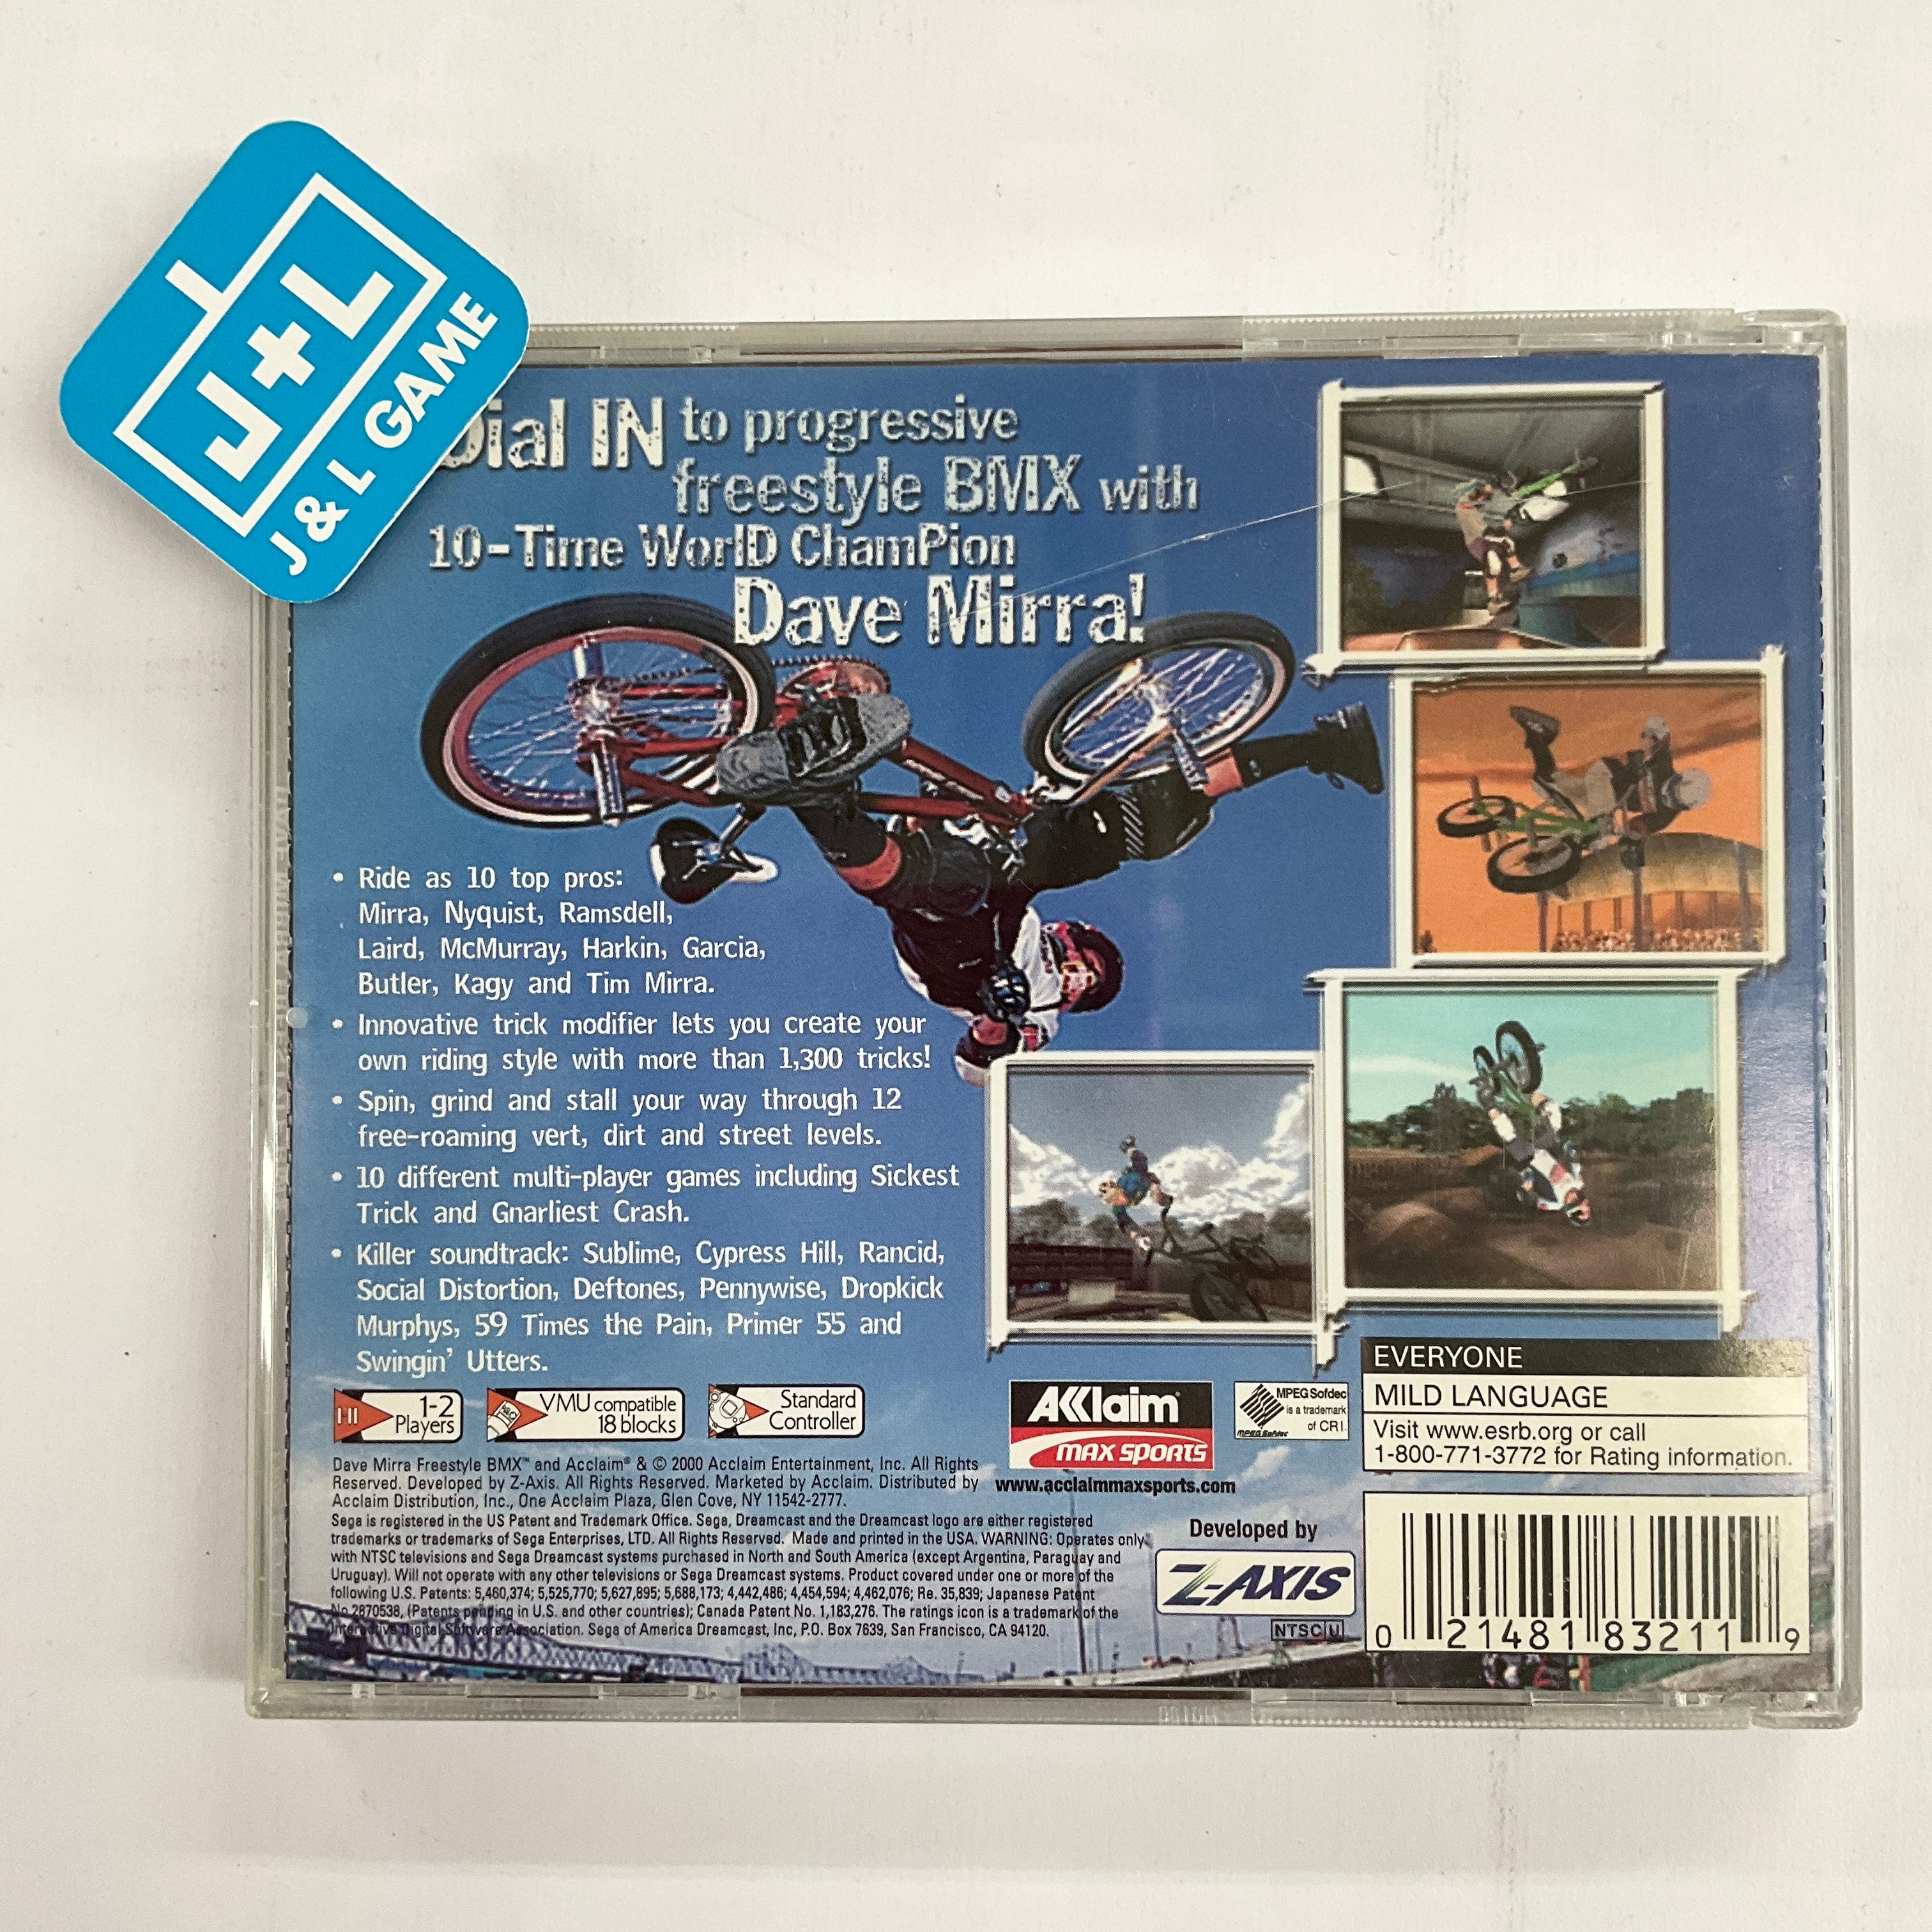 J+L
J&L GAME
Dial IN to progressive
freestyle BMX with
10-Time WorlD ChamPion
Dave Mirra!
• Ride as 10 top pros:
Mirra, Nyquist, Ramsdell,
Laird, McMurray, Harkin, Garcia,
Butler, Kagy and Tim Mirra.
• Innovative trick modifier lets you create your
own riding style with more than 1,300 tricks!
• Spin, grind and stall your way through 12
free-roaming vert, dirt and street levels.
• 10 different multi-player games including Sickest
Trick and Gnarliest Crash.
• Killer soundtrack: Sublime, Cypress Hill, Rancid,
Social Distortion, Deftones, Pennywise, Dropkick
Murphys, 59 Times the Pain, Primer 55 and
Swingin' Utters.
1-2
Players
VMU compatible
18 blocks
Standard
Controller
AKklaim
MAX SPORTS
www.acclaimmaxsports.com
MPEG Sofdec
is a trademark
of CRI.
MPEG Sofdec
EVERYONE
MILD LANGUAGE
Visit www.esrb.org or call
1-800-771-3772 for Rating information.
Dave Mirra Freestyle BMX™ and Acclaim® & © 2000 Acclaim Entertainment, Inc. All Rights
Reserved. Developed by Z-Axis. All Rights Reserved. Marketed by Acclaim. Distributed by
Acclaim Distribution, Inc., One Acclaim Plaza, Glen Cove, NY 11542-2777.
Sega is registered in the US Patent and Trademark Office. Sega, Dreamcast and the Dreamcast logo are either registered
trademarks or trademarks of Sega Enterprises, LTD. All Rights Reserved. Made and printed in the USA. WARNING: Operates only
with NTSC televisions and Sega Dreamcast systems purchased in North and South America (except Argentina, Paraguay and
Uruguay). Will not operate with any other televisions or Sega Dreamcast systems. Product covered under one or more of the
following U.S. Patents: 5,460,374; 5,525,770; 5,627,895; 5,688,173; 4,442,486; 4,454,594; 4,462,076; Re. 35,839; Japanese Patent
No.2870538, (Patents pending in U.S. and other countries); Canada Patent No. 1,183,276. The ratings icon is a trademark of the
Interactive Digital Software Association. Sega of America Dreamcast, Inc, P.O. Box 7639, San Francisco, CA 94120.
Developed by
Z-AXIS
NTSC U
0 21481 83211 9